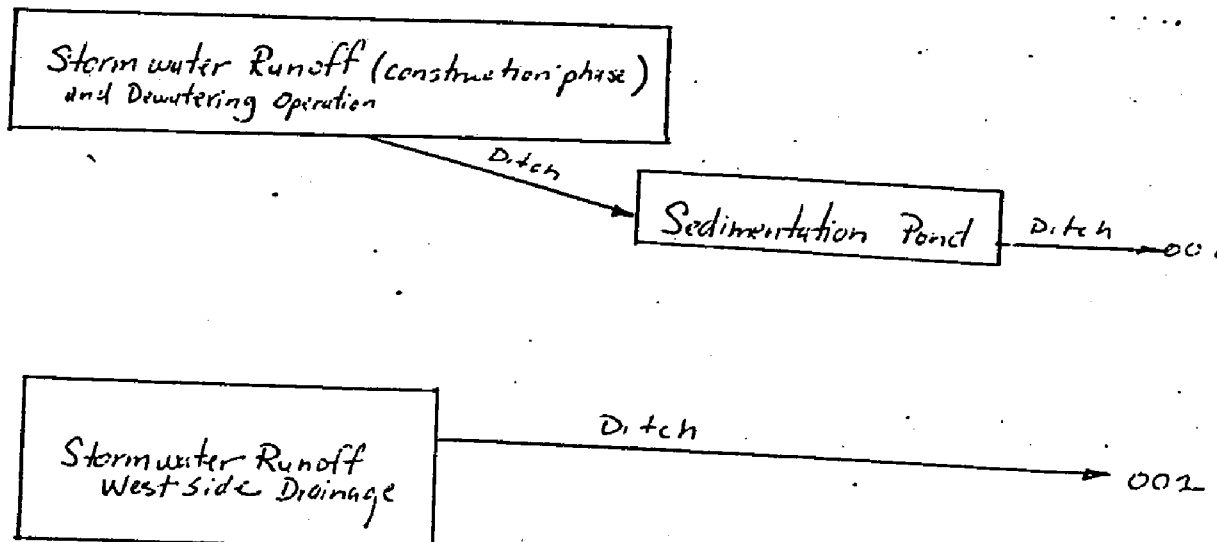 Stormwater Runoff (construction phase)
and Dewatering Operation
Ditch
Sedimentation Pond
Ditch
Stormwater Runoff
West side Drainage
Ditch
002